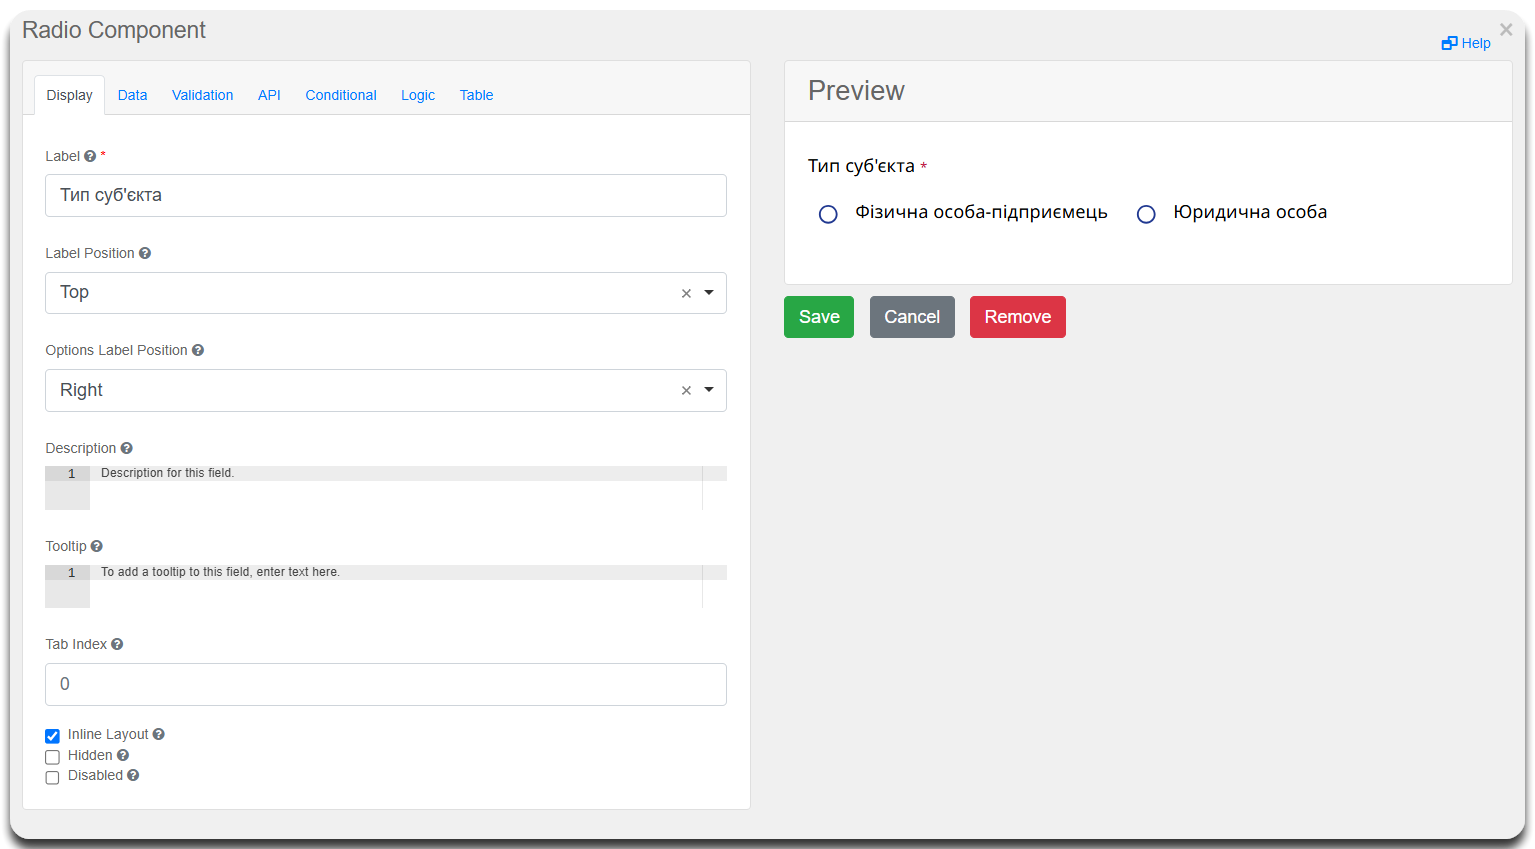 Radio Component
Help
Display Data Validation API Conditional Logic Table
Label *
Тип суб'єкта
Label Position
Top
Options Label Position
Right
Description
1 Description for this field.
Tooltip
1 To add a tooltip to this field, enter text here.
Tab Index
0
Inline Layout
Hidden
Disabled
Preview
Тип суб'єкта *
Фізична особа-підприємець Юридична особа
Save Cancel Remove